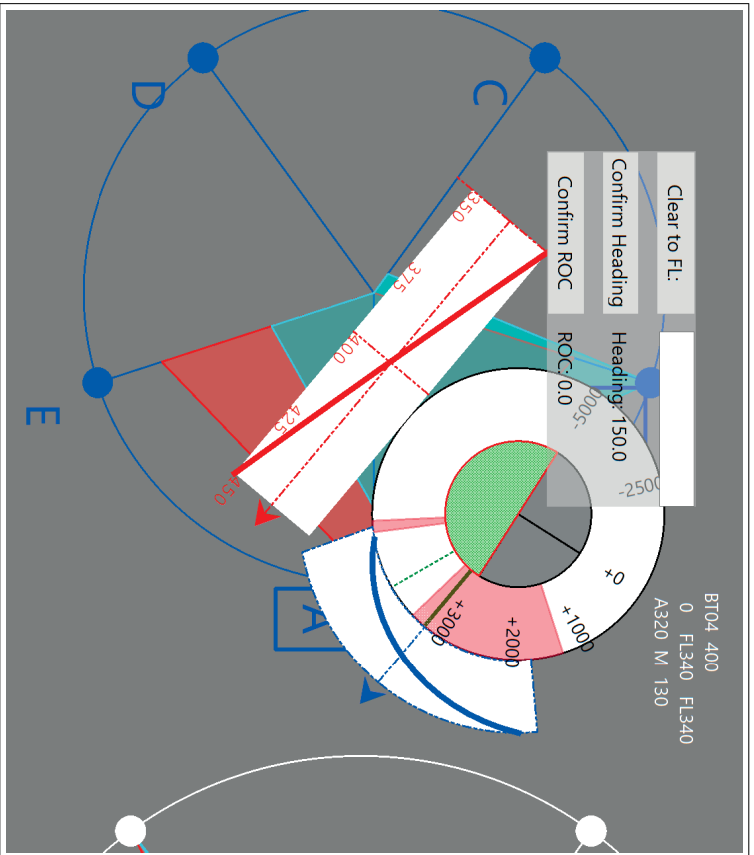 D
C
E
A
350
375
400
425
450
Clear to FL:
Confirm Heading
Heading: 150.0
Confirm ROC
ROC: 0.0
-5000
-2500
+0
+1000
+2000
+3000
BT04 400
0 FL340 FL340
A320 M 130